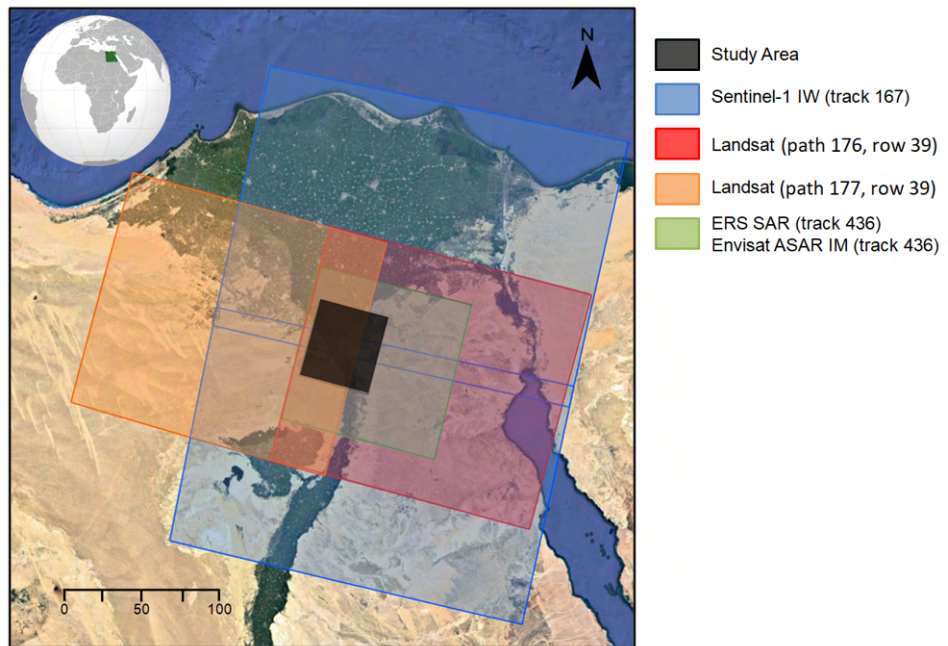 N
Study Area
Sentinel-1 IW (track 167)
Landsat (path 176, row 39)
Landsat (path 177, row 39)
ERS SAR (track 436)
Envisat ASAR IM (track 436)
0 50 100